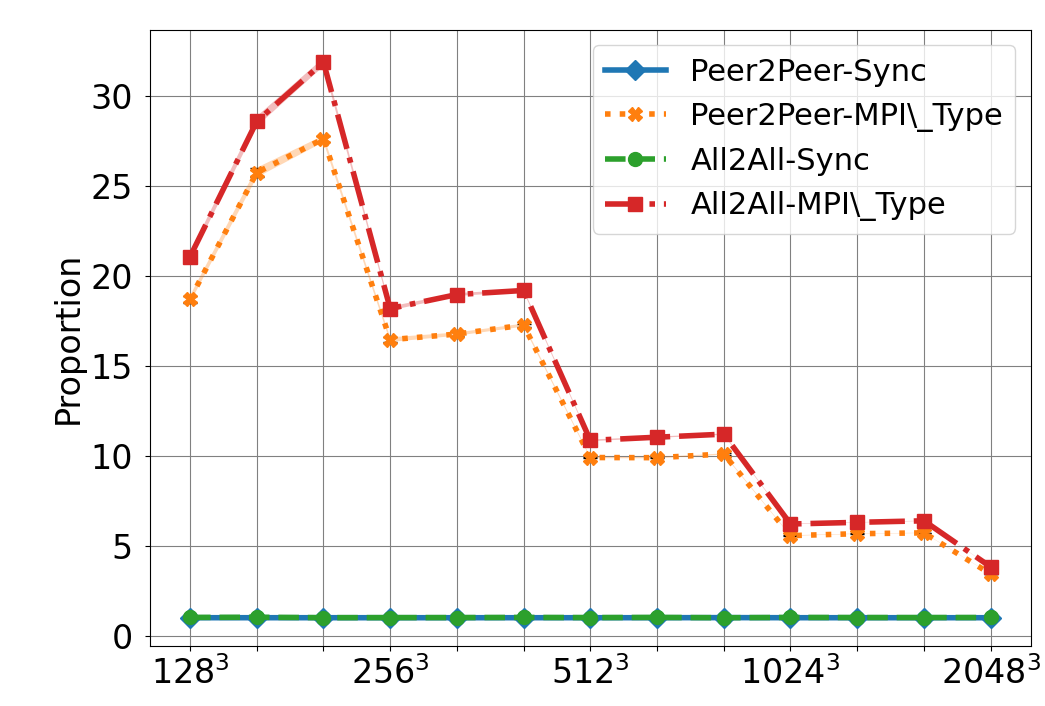 Proportion
30
25
20
15
10
5
0
Peer2Peer-Sync
Peer2Peer-MPI\_Type
All2All-Sync
All2All-MPI\_Type
128³ 256³ 512³ 1024³ 2048³